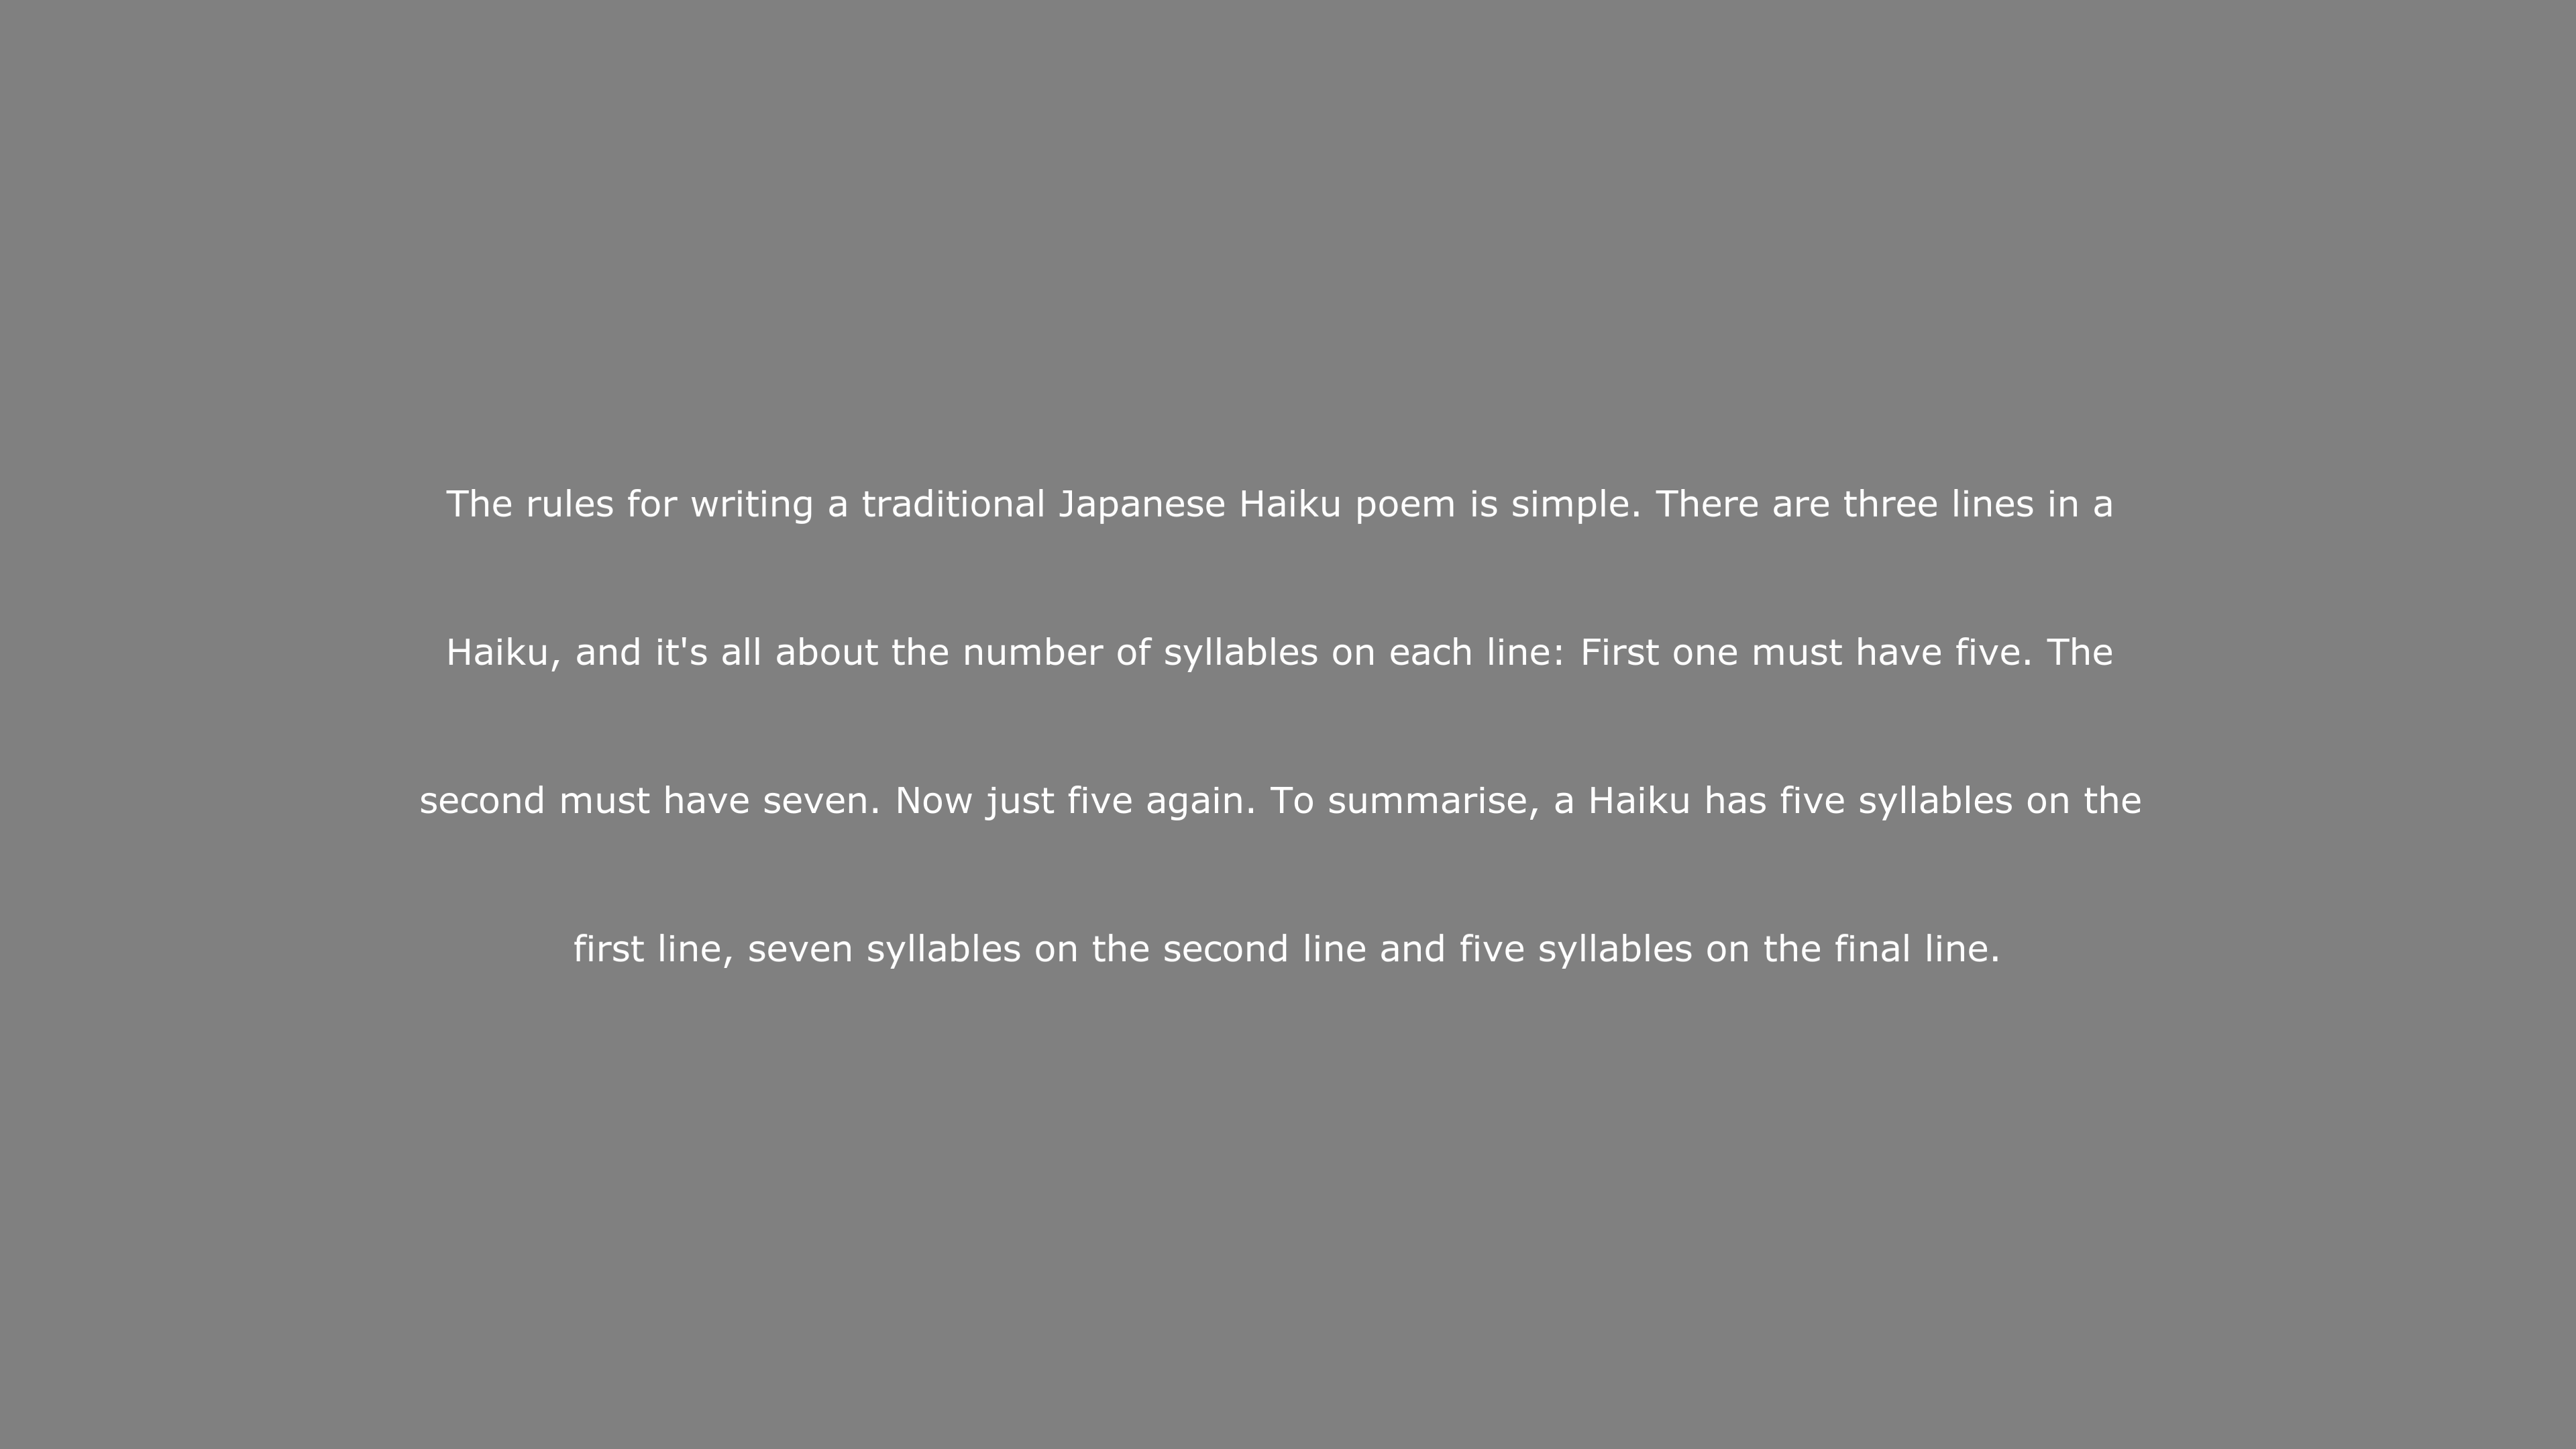 The rules for writing a traditional Japanese Haiku poem is simple. There are three lines in a
Haiku, and it's all about the number of syllables on each line: First one must have five. The
second must have seven. Now just five again. To summarise, a Haiku has five syllables on the
first line, seven syllables on the second line and five syllables on the final line.